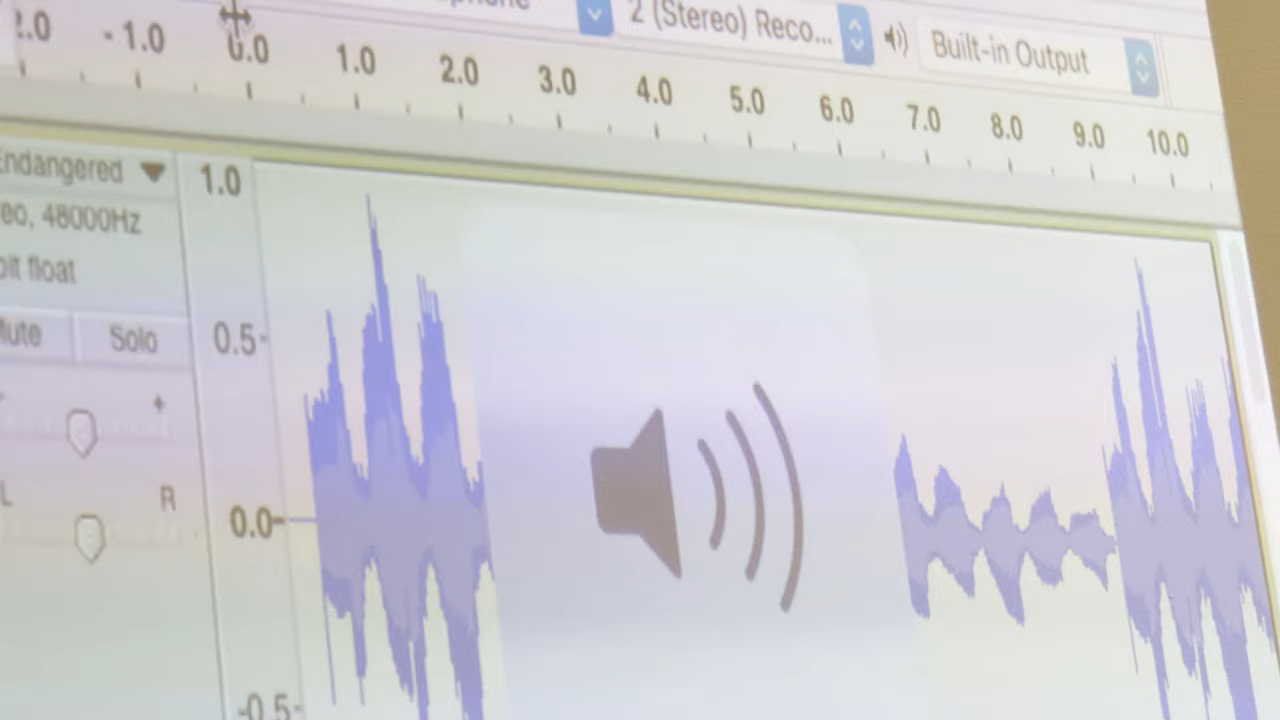 2 (Stereo) Reco... Built-in Output
- 1.0 0.0 1.0 2.0 3.0 4.0 5.0 6.0 7.0 8.0 9.0 10.0
Endangered 1.0
48000Hz
float
Mute Solo 0.5
- +
L R
0.0
-0.5